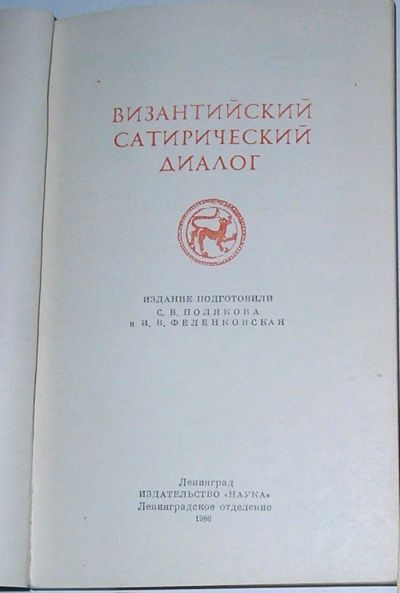 ВИЗАНТИЙСКИЙ
САТИРИЧЕСКИЙ
ДИАЛОГ
ИЗДАНИЕ ПОДГОТОВИЛИ
С. В. ПОЛЯКОВА
и И. В. ФЕЛЕНКОВСКАЯ
Ленинград
ИЗДАТЕЛЬСТВО «НАУКА»
Ленинградское отделение
1986